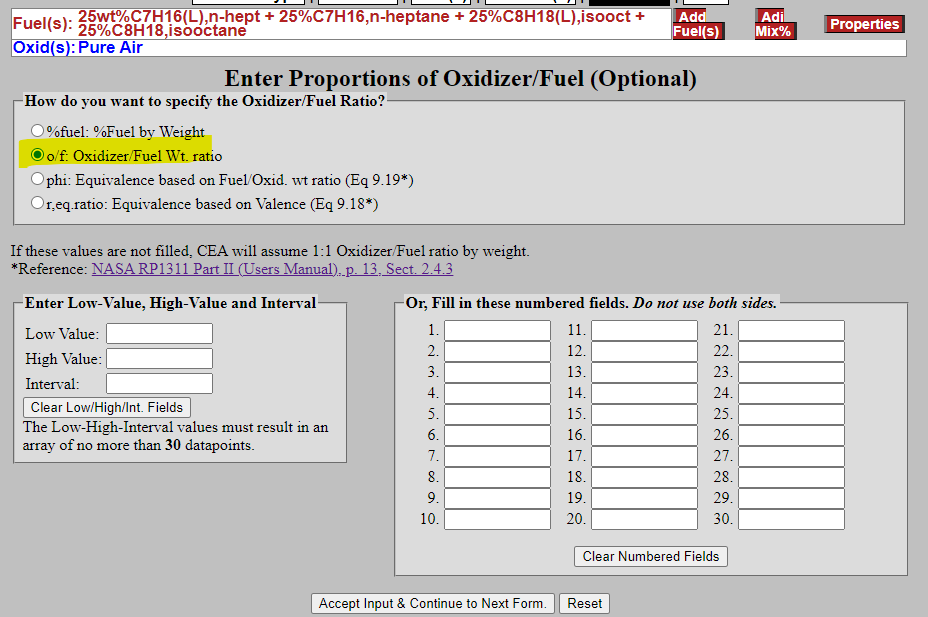 Fuel(s): 25wt%C7H16(L),n-hept + 25%C7H16,n-heptane + 25%C8H18(L),isooct +
25%C8H18,isooctane
Add
Fuel(s)
Adj
Mix%
Properties
Oxid(s): Pure Air
Enter Proportions of Oxidizer/Fuel (Optional)
How do you want to specify the Oxidizer/Fuel Ratio?
%fuel: %Fuel by Weight
o/f: Oxidizer/Fuel Wt. ratio
phi: Equivalence based on Fuel/Oxid. wt ratio (Eq 9.19*)
r,eq.ratio: Equivalence based on Valence (Eq 9.18*)
If these values are not filled, CEA will assume 1:1 Oxidizer/Fuel ratio by weight.
*Reference: NASA RP1311 Part II (Users Manual), p. 13, Sect. 2.4.3
Enter Low-Value, High-Value and Interval
Low Value:
High Value:
Interval:
Clear Low/High/Int. Fields
The Low-High-Interval values must result in an
array of no more than 30 datapoints.
Or, Fill in these numbered fields. Do not use both sides.
1. 11. 21.
2. 12. 22.
3. 13. 23.
4. 14. 24.
5. 15. 25.
6. 16. 26.
7. 17. 27.
8. 18. 28.
9. 19. 29.
10. 20. 30.
Clear Numbered Fields
Accept Input & Continue to Next Form.
Reset